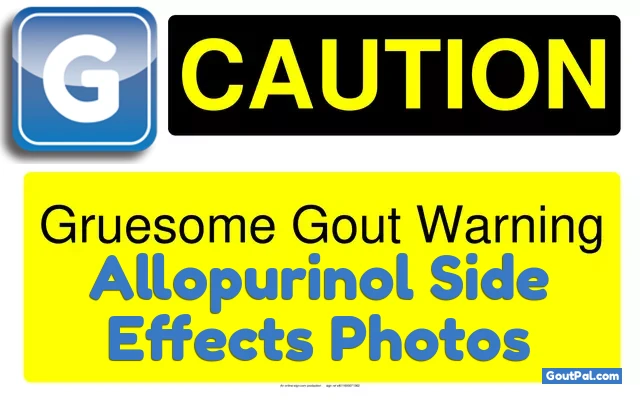 G
CAUTION
Gruesome Gout Warning
Allopurinol Side
Effects Photos
GoutPal.com